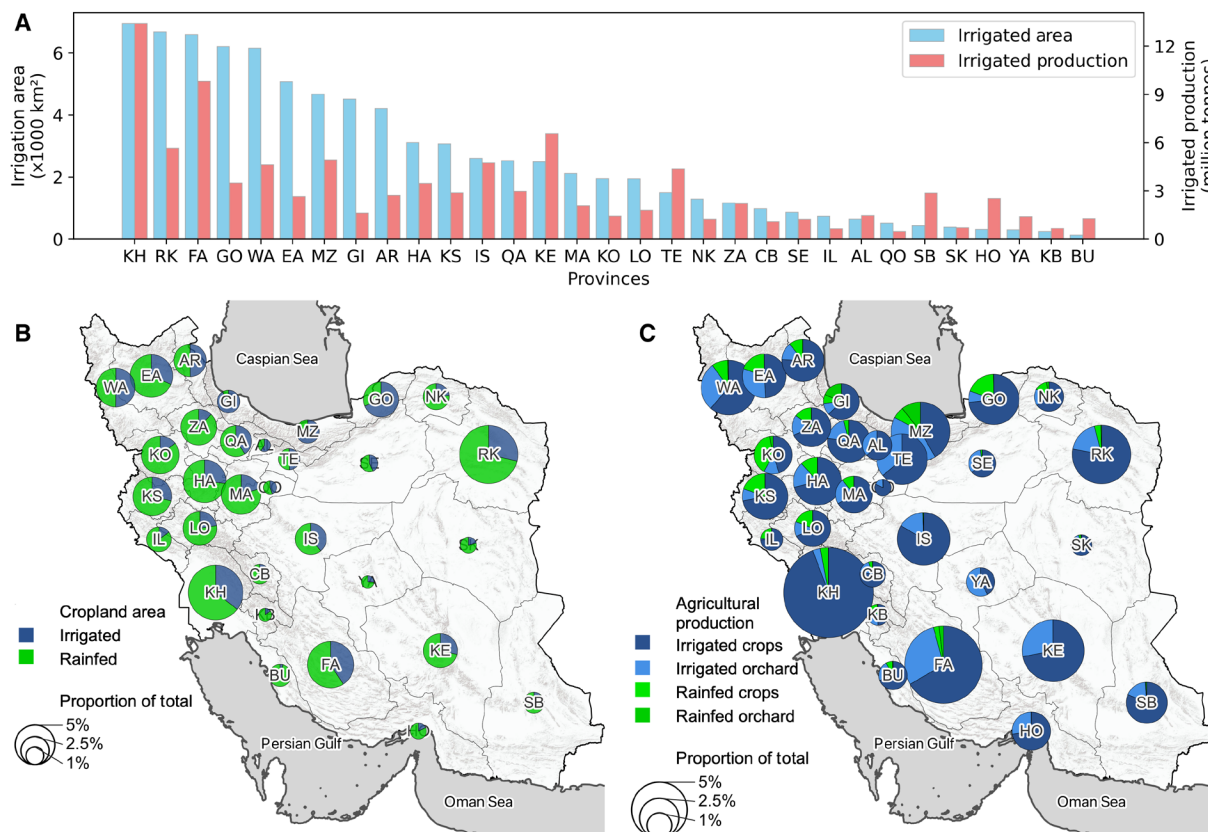 A
Irrigation area
(x1000 km²)
6
4
2
0
Irrigated area
Irrigated production
12
9
6
3
0
Irrigated production
(million tonnes)
KH RK FA GO WA EA MZ GI AR HA KS IS QA KE MA KO LO TE NK ZA CB SE IL AL QO SB SK HO YA KB BU
Provinces
B
Caspian Sea
AR
EA
WA
GI
GO
NK
ZA
MZ
QA
KO
TE
RK
HA
KS
MA
LO
IL
IS
CB
KH
YA
KB
FA
KE
BU
SB
HO
Persian Gulf
Oman Sea
Cropland area
Irrigated
Rainfed
Proportion of total
5%
2.5%
1%
C
Caspian Sea
AR
EA
WA
GI
GO
NK
ZA
MZ
QA
AL
KO
TE
SE
RK
HA
KS
MA
LO
IL
IS
SK
CB
KH
YA
KB
FA
KE
BU
SB
HO
Persian Gulf
Oman Sea
Agricultural
production
Irrigated crops
Irrigated orchard
Rainfed crops
Rainfed orchard
Proportion of total
5%
2.5%
1%